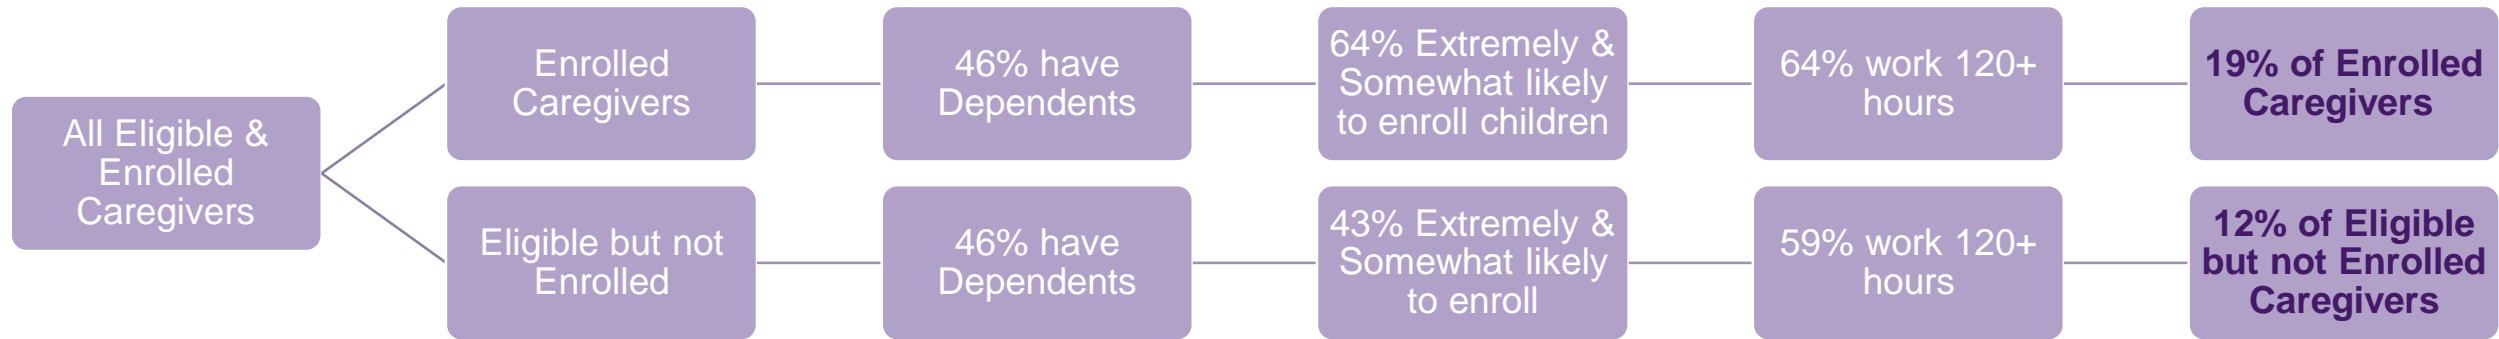 All Eligible &
Enrolled
Caregivers
Enrolled
Caregivers
46% have
Dependents
64% Extremely &
Somewhat likely
to enroll children
64% work 120+
hours
19% of Enrolled
Caregivers
Eligible but not
Enrolled
46% have
Dependents
43% Extremely &
Somewhat likely
to enroll
59% work 120+
hours
12% of Eligible
but not Enrolled
Caregivers